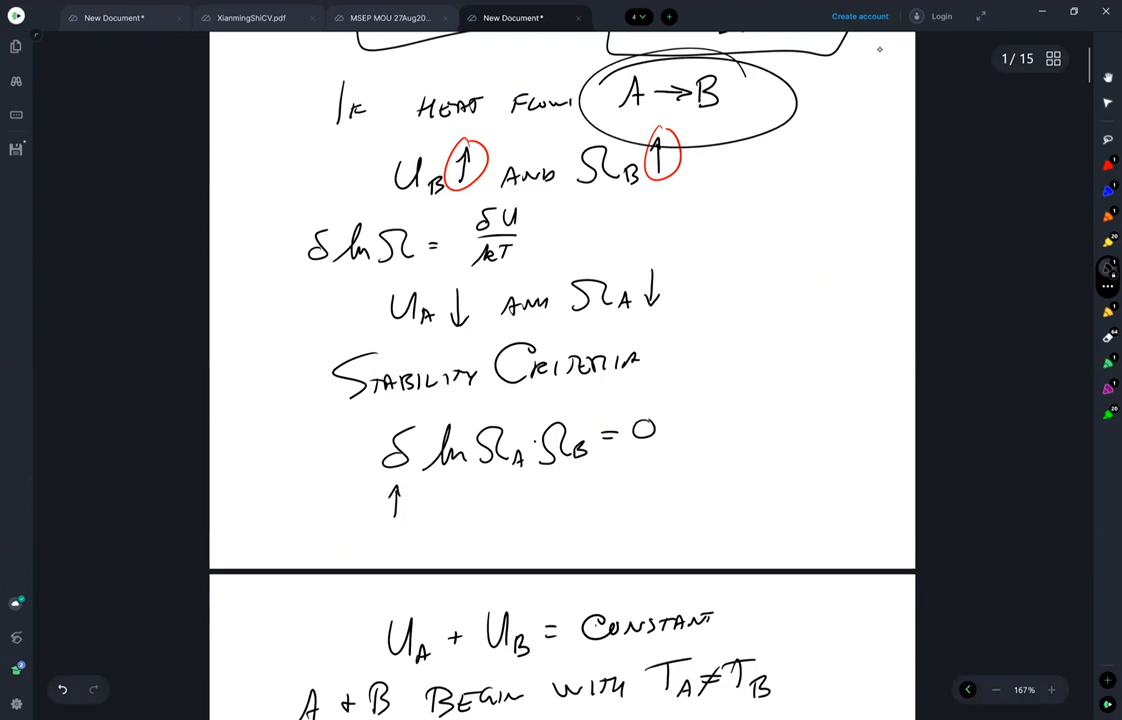 New Document*
XianmingShiCV.pdf
MSEP MOU 27Aug20...
New Document*
4
Create account
Login
1 / 15
IF HEAT FLOWS A → B
U_B ↑ AND Ω_B ↑
δ ln Ω = δU / kT
U_A ↓ AND Ω_A ↓
STABILITY CRITERIA
δ ln Ω_A · Ω_B = 0
↑
U_A + U_B = CONSTANT
A + B BEGIN WITH T_A ≠ T_B
167%